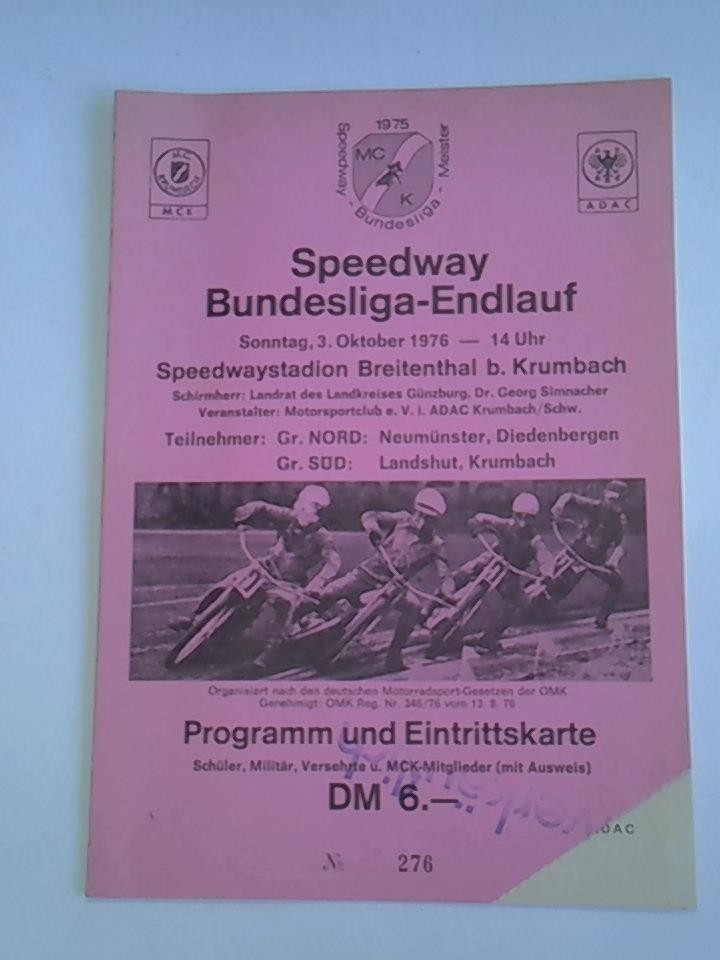 M.C.
KRUMBACH
MCK
1975
Speedway - Bundesliga - Meister
MC
K
ADAC
Speedway
Bundesliga-Endlauf
Sonntag, 3. Oktober 1976 — 14 Uhr
Speedwaystadion Breitenthal b. Krumbach
Schirmherr: Landrat des Landkreises Günzburg, Dr. Georg Simnacher
Veranstalter: Motorsportclub e. V. i. ADAC Krumbach/Schw.
Teilnehmer: Gr. NORD: Neumünster, Diedenbergen
Gr. SÜD: Landshut, Krumbach
Organisiert nach den deutschen Motorradsport-Gesetzen der OMK
Genehmigt: OMK Reg. Nr. 346/76 vom 13. 8. 76
Programm und Eintrittskarte
Schüler, Militär, Versehrte u. MCK-Mitglieder (mit Ausweis)
DM 6.—
ADAC
№ 276